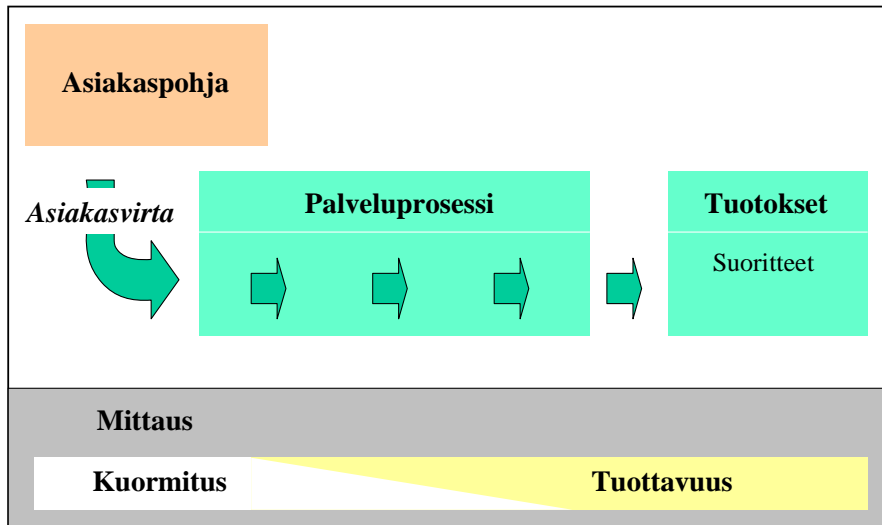 Asiakaspohja
Asiakasvirta
Palveluprosessi
Tuotokset
Suoritteet
Mittaus
Kuormitus
Tuottavuus